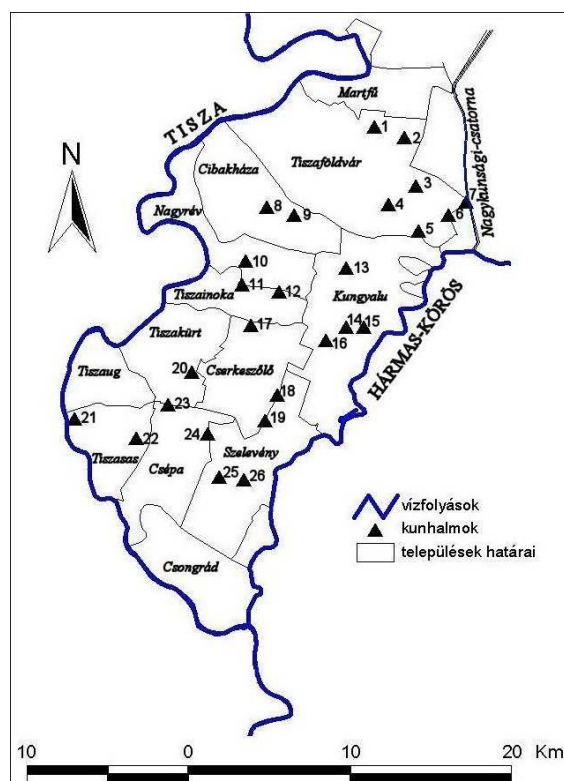 Martfű
TISZA
N
1
2
Nagykunsági-csatorna
Cibakháza
Tiszaföldvár
3
4
5
6
7
8
9
Nagyrév
10
11
12
13
Tiszainoka
Kungyalu
14
15
16
17
Tiszakürt
HÁRMAS-KÖRÖS
Tiszaug
20
Cserkeszőlő
18
19
21
22
23
24
Tiszasas
Csépa
Szelevény
25
26
Csongrád
vízfolyások
kunhalmok
települések határai
10 0 10 20 Km